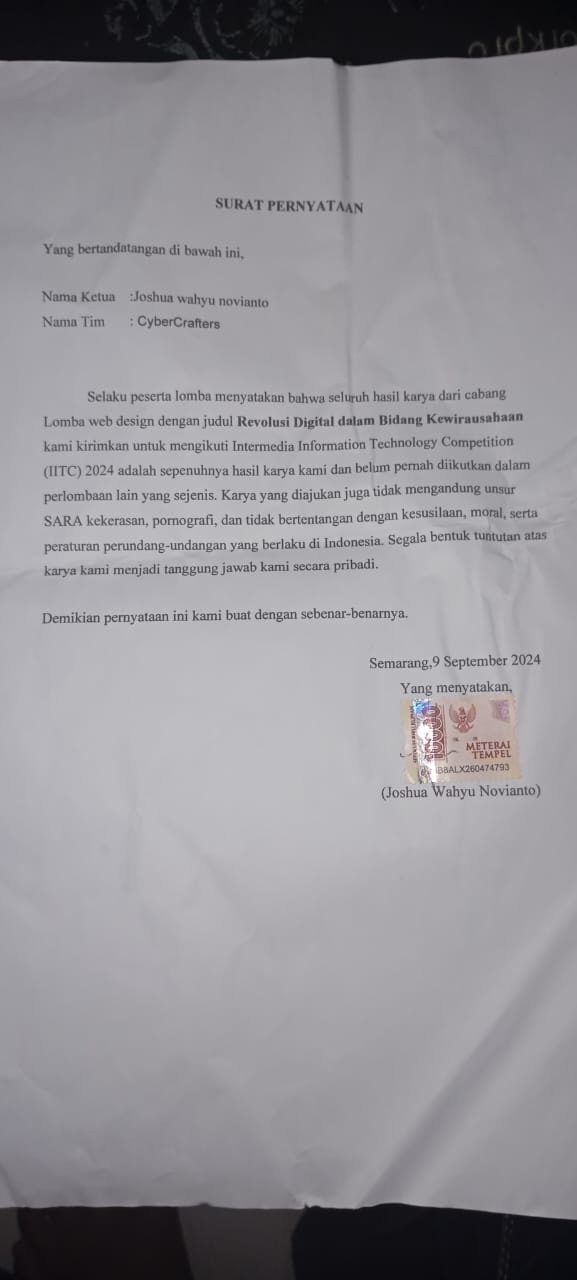 SURAT PERNYATAAN
Yang bertandatangan di bawah ini,
Nama Ketua :Joshua wahyu novianto
Nama Tim : CyberCrafters
Selaku peserta lomba menyatakan bahwa seluruh hasil karya dari cabang
Lomba web design dengan judul Revolusi Digital dalam Bidang Kewirausahaan
kami kirimkan untuk mengikuti Intermedia Information Technology Competition
(IITC) 2024 adalah sepenuhnya hasil karya kami dan belum pernah diikutkan dalam
perlombaan lain yang sejenis. Karya yang diajukan juga tidak mengandung unsur
SARA kekerasan, pornografi, dan tidak bertentangan dengan kesusilaan, moral, serta
peraturan perundang-undangan yang berlaku di Indonesia. Segala bentuk tuntutan atas
karya kami menjadi tanggung jawab kami secara pribadi.
Demikian pernyataan ini kami buat dengan sebenar-benarnya.
Semarang,9 September 2024
Yang menyatakan,
METERAI
TEMPEL
(Joshua Wahyu Novianto)